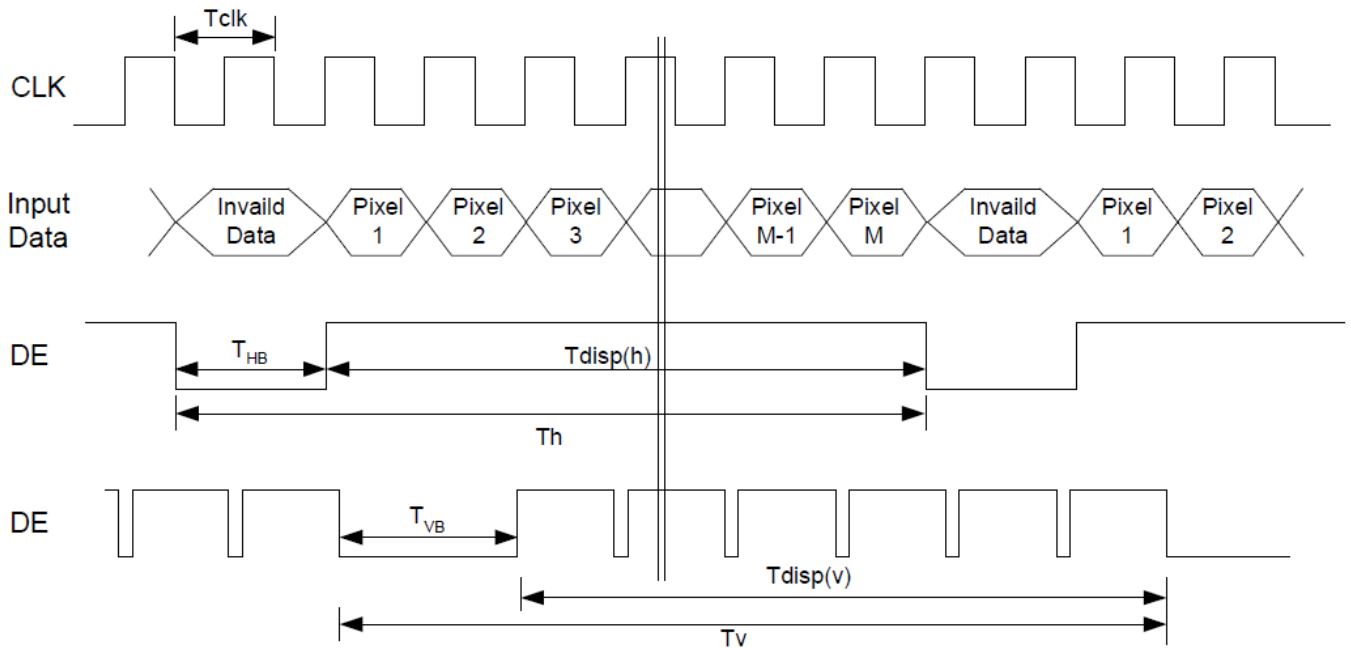 Tclk
CLK
Input
Data
Invaild
Data
Pixel
1
Pixel
2
Pixel
3
Pixel
M-1
Pixel
M
Invaild
Data
Pixel
1
Pixel
2
DE
THB
Tdisp(h)
Th
DE
TVB
Tdisp(v)
Tv